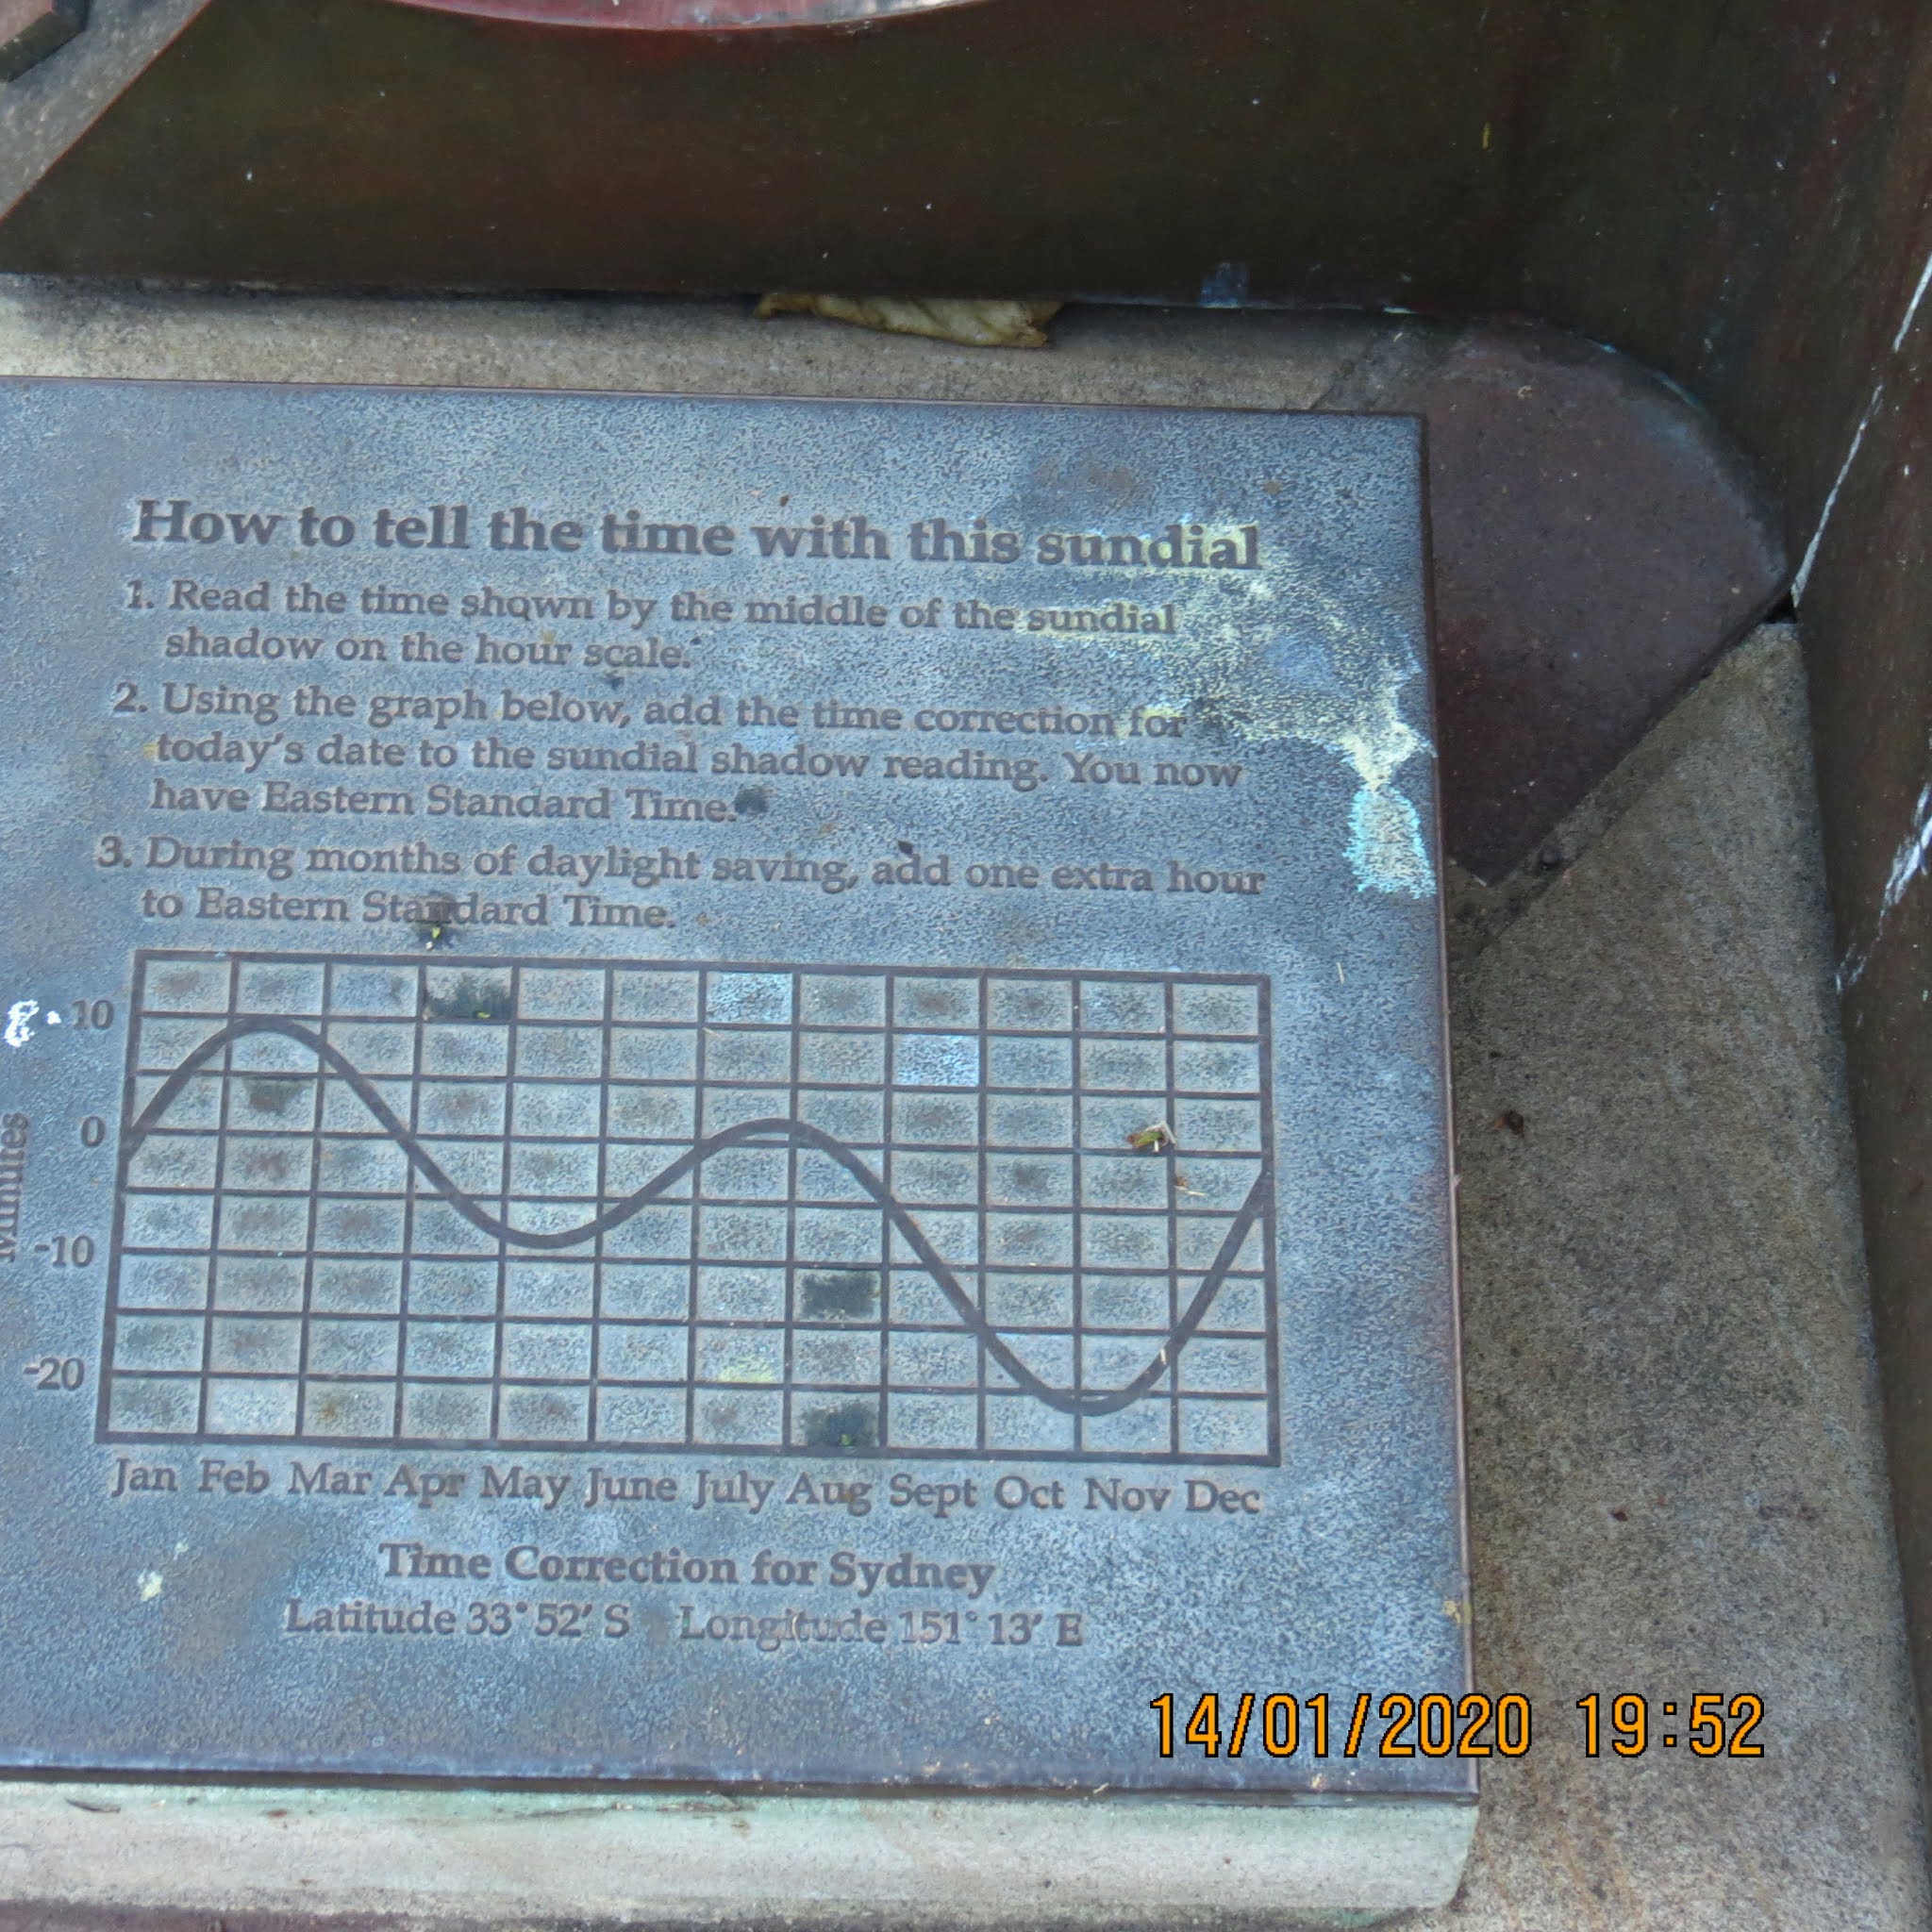 How to tell the time with this sundial
1. Read the time shown by the middle of the sundial
shadow on the hour scale.
2. Using the graph below, add the time correction for
today's date to the sundial shadow reading. You now
have Eastern Standard Time.
3. During months of daylight saving, add one extra hour
to Eastern Standard Time.
10
0
-10
-20
Minutes
Jan Feb Mar Apr May June July Aug Sept Oct Nov Dec
Time Correction for Sydney
Latitude 33° 52' S Longitude 151° 13' E
14/01/2020 19:52